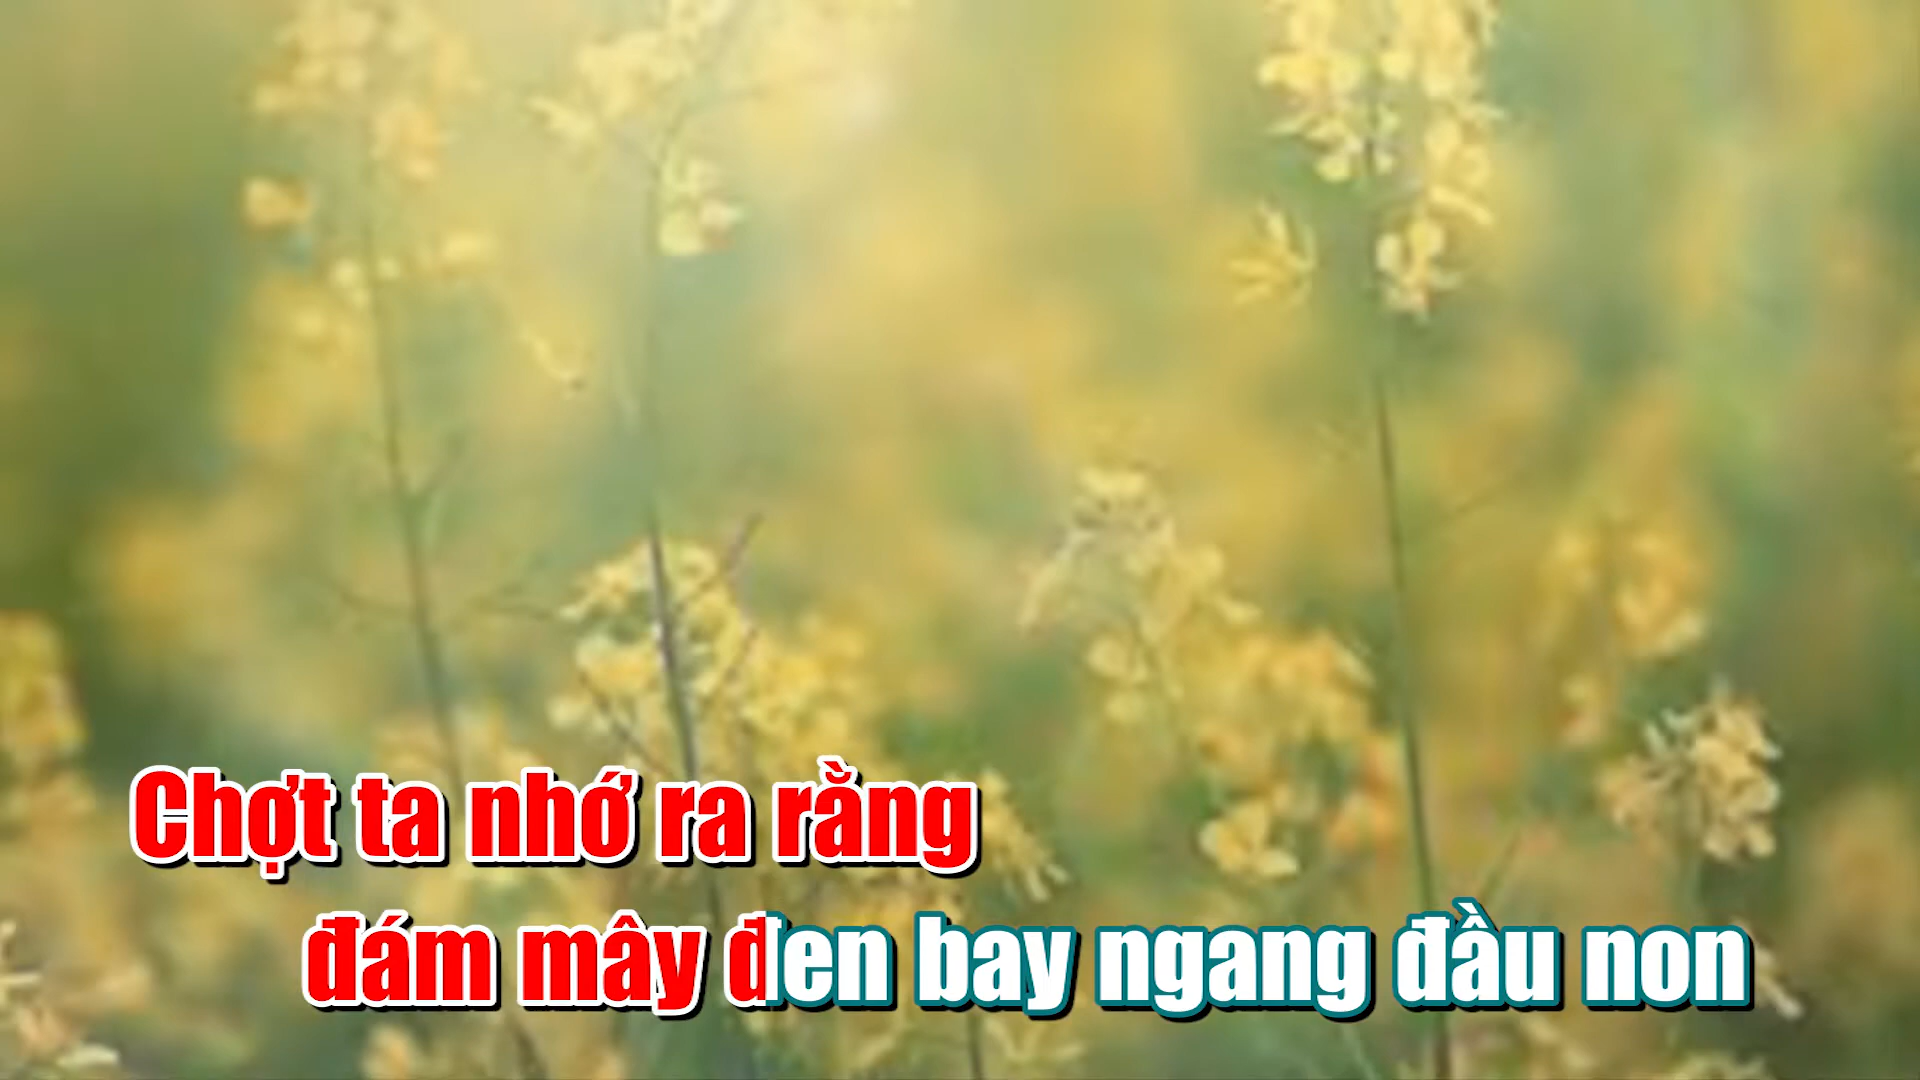 Chợt ta nhớ ra rằng
đám mây đen bay ngang đầu non